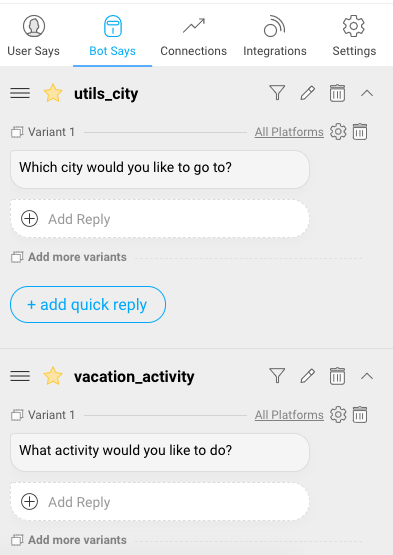 User Says Bot Says Connections Integrations Settings
utils_city
Variant 1 All Platforms
Which city would you like to go to?
Add Reply
Add more variants
+ add quick reply
vacation_activity
Variant 1 All Platforms
What activity would you like to do?
Add Reply
Add more variants